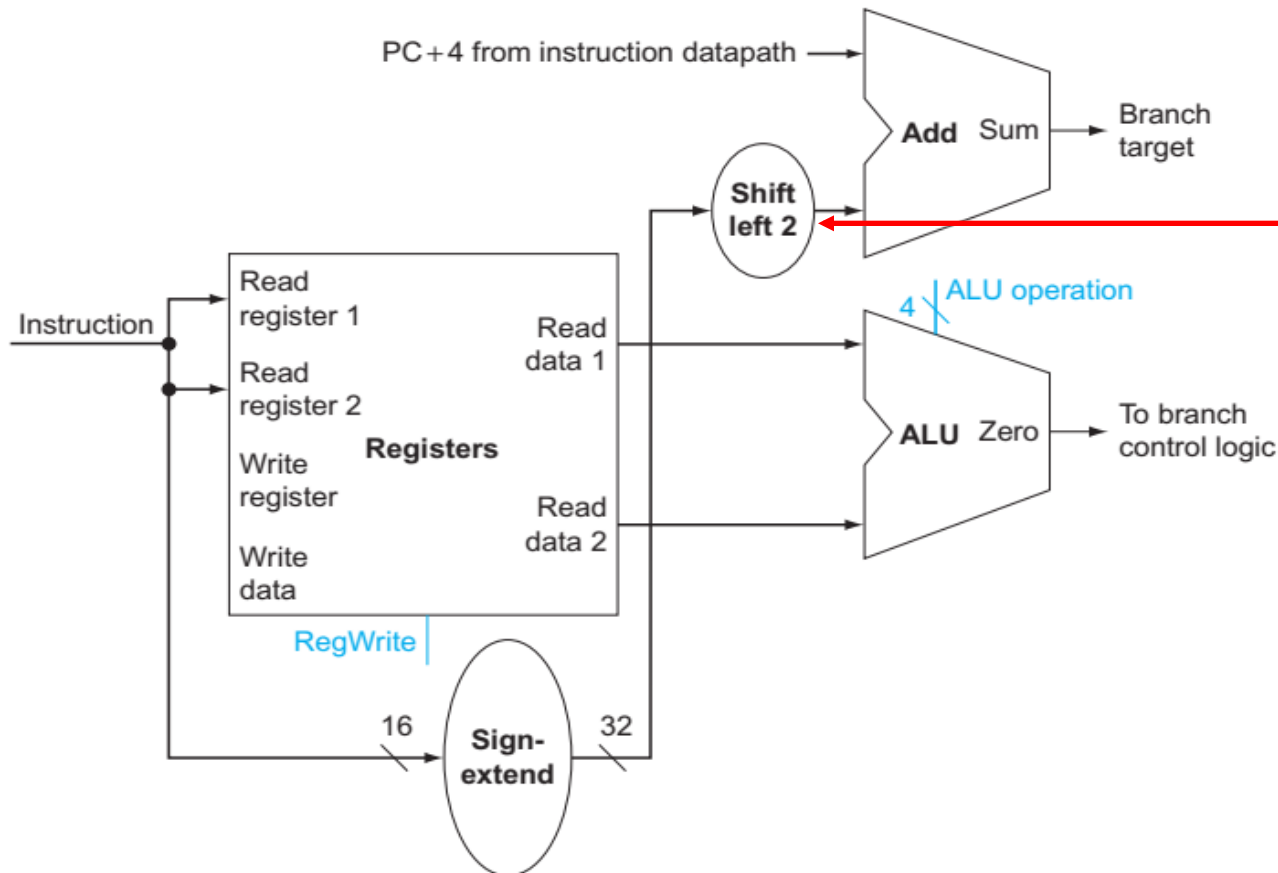 PC+4 from instruction datapath
Add Sum
Branch
target
Shift
left 2
ALU operation
4
Instruction
Read
register 1
Read
data 1
Read
register 2
Registers
ALU Zero
To branch
control logic
Write
register
Read
data 2
Write
data
RegWrite
16
32
Sign-
extend